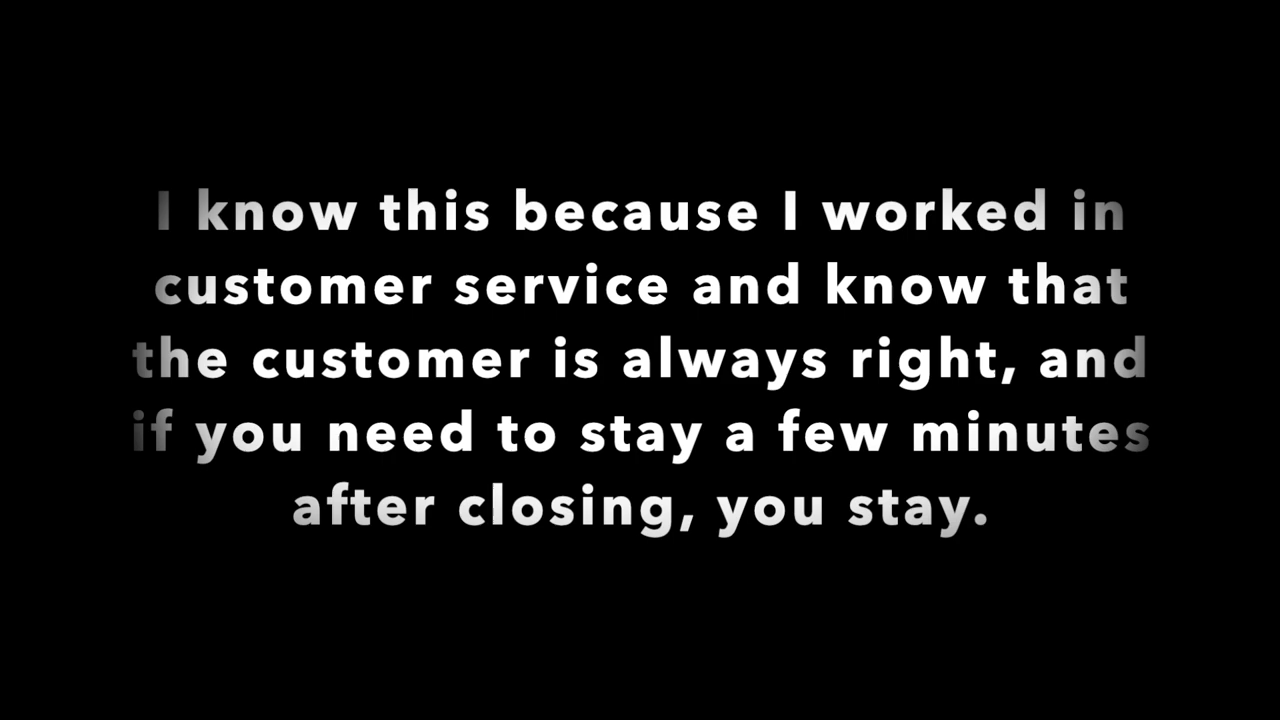 I know this because I worked in
customer service and know that
the customer is always right, and
if you need to stay a few minutes
after closing, you stay.